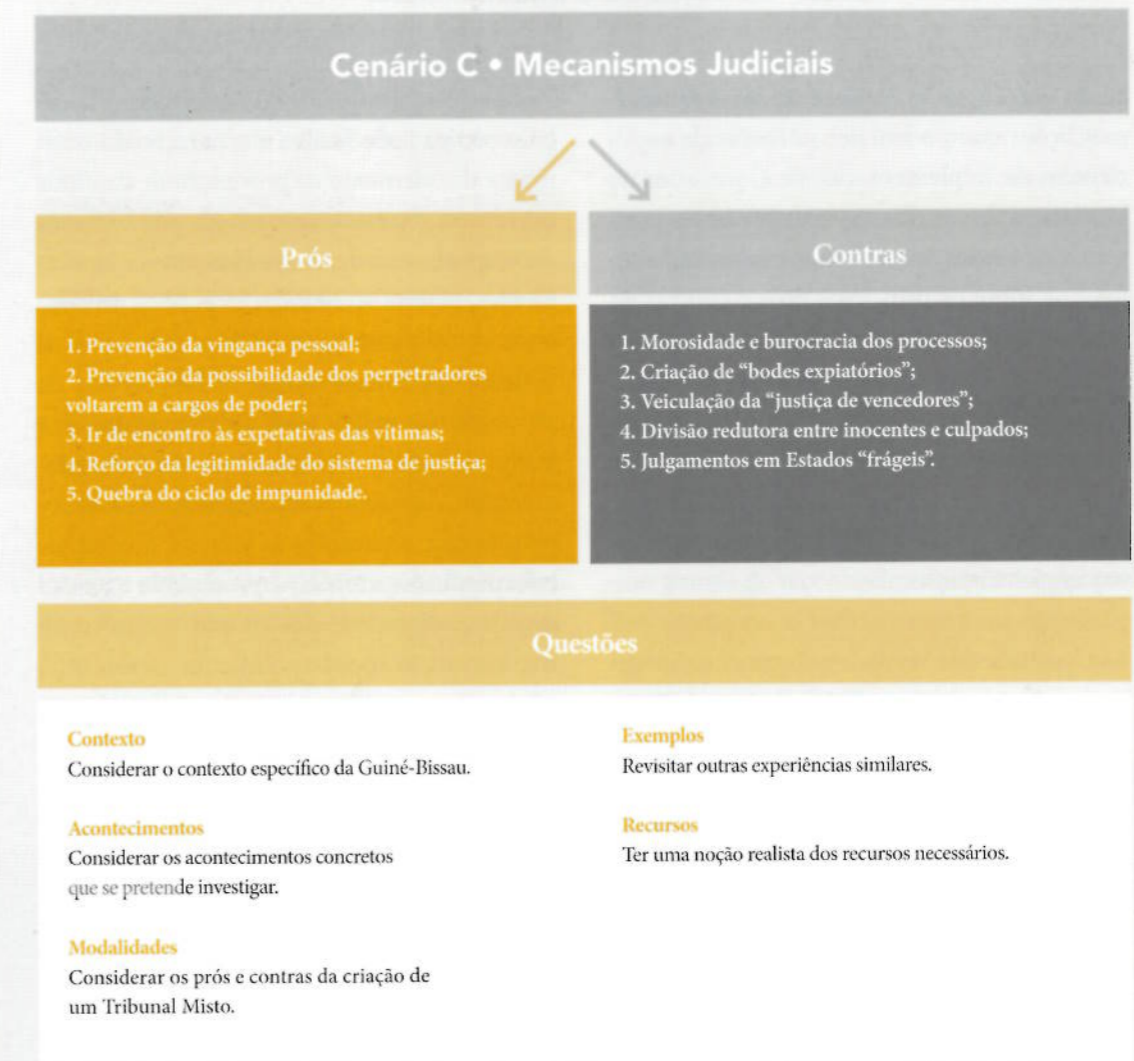 Cenário C • Mecanismos Judiciais
Prós
1. Prevenção da vingança pessoal;
2. Prevenção da possibilidade dos perpetradores
voltarem a cargos de poder;
3. Ir de encontro às expetativas das vítimas;
4. Reforço da legitimidade do sistema de justiça;
5. Quebra do ciclo de impunidade.
Contras
1. Morosidade e burocracia dos processos;
2. Criação de “bodes expiatórios”;
3. Veiculação da “justiça de vencedores”;
4. Divisão redutora entre inocentes e culpados;
5. Julgamentos em Estados “frágeis”.
Questões
Contexto
Considerar o contexto específico da Guiné-Bissau.
Acontecimentos
Considerar os acontecimentos concretos
que se pretende investigar.
Modalidades
Considerar os prós e contras da criação de
um Tribunal Misto.
Exemplos
Revisitar outras experiências similares.
Recursos
Ter uma noção realista dos recursos necessários.